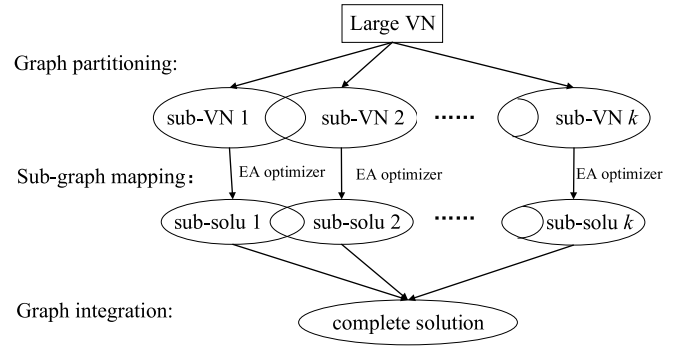 Large VN
Graph partitioning:
sub-VN 1 sub-VN 2 ...... sub-VN k
Sub-graph mapping： EA optimizer EA optimizer EA optimizer
sub-solu 1 sub-solu 2 ...... sub-solu k
Graph integration: complete solution